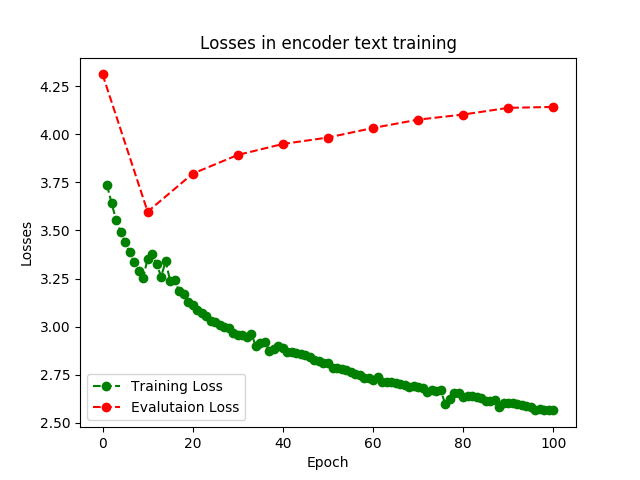 Losses in encoder text training
4.25
4.00
3.75
3.50
3.25
3.00
2.75
2.50
Losses
Training Loss
Evalutaion Loss
0 20 40 60 80 100
Epoch